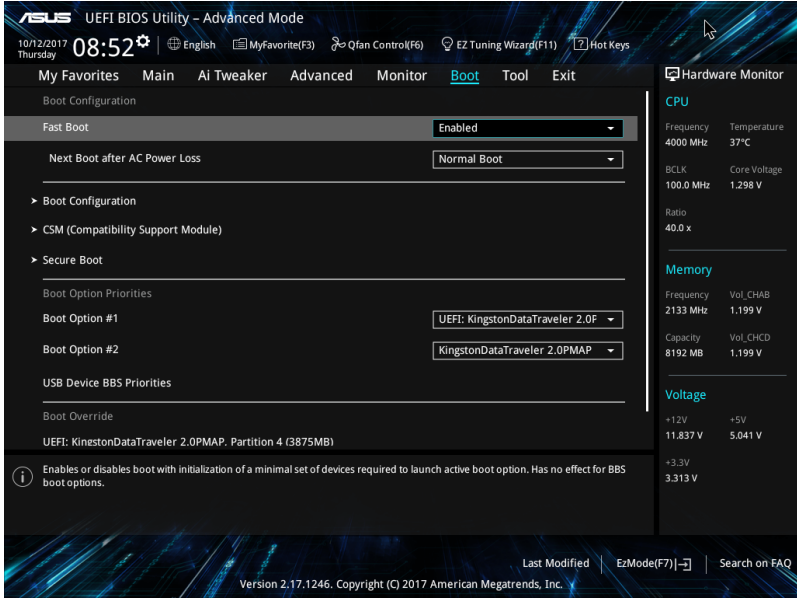 ASUS UEFI BIOS Utility – Advanced Mode
10/12/2017 Thursday 08:52 English MyFavorite(F3) Qfan Control(F6) EZ Tuning Wizard(F11) ? Hot Keys
My Favorites Main Ai Tweaker Advanced Monitor Boot Tool Exit
Boot Configuration
Fast Boot Enabled
Next Boot after AC Power Loss Normal Boot
> Boot Configuration
> CSM (Compatibility Support Module)
> Secure Boot
Boot Option Priorities
Boot Option #1 UEFI: KingstonDataTraveler 2.0P
Boot Option #2 KingstonDataTraveler 2.0PMAP
USB Device BBS Priorities
Boot Override
UEFI: KingstonDataTraveler 2.0PMAP, Partition 4 (3875MB)
i Enables or disables boot with initialization of a minimal set of devices required to launch active boot option. Has no effect for BBS
boot options.
Hardware Monitor
CPU
Frequency Temperature
4000 MHz 37°C
BCLK Core Voltage
100.0 MHz 1.298 V
Ratio
40.0 x
Memory
Frequency Vol_CHAB
2133 MHz 1.199 V
Capacity Vol_CHCD
8192 MB 1.199 V
Voltage
+12V +5V
11.837 V 5.041 V
+3.3V
3.313 V
Last Modified EzMode(F7) Search on FAQ
Version 2.17.1246. Copyright (C) 2017 American Megatrends, Inc.